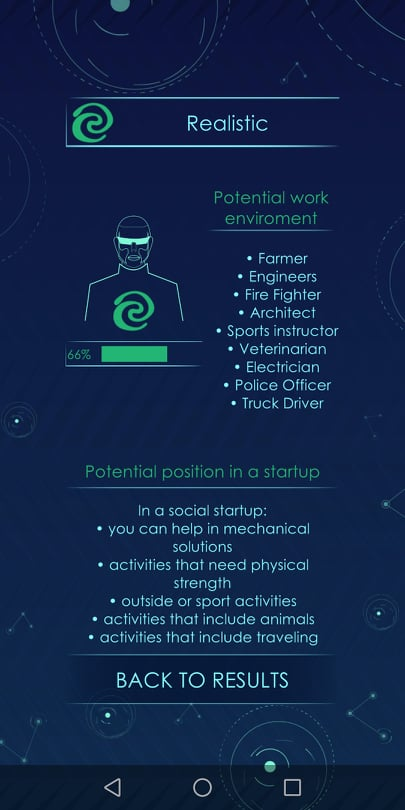 Realistic
Potential work
enviroment
• Farmer
• Engineers
• Fire Fighter
• Architect
• Sports instructor
• Veterinarian
• Electrician
• Police Officer
• Truck Driver
66%
Potential position in a startup
In a social startup:
• you can help in mechanical
solutions
• activities that need physical
strength
• outside or sport activities
• activities that include animals
• activities that include traveling
BACK TO RESULTS